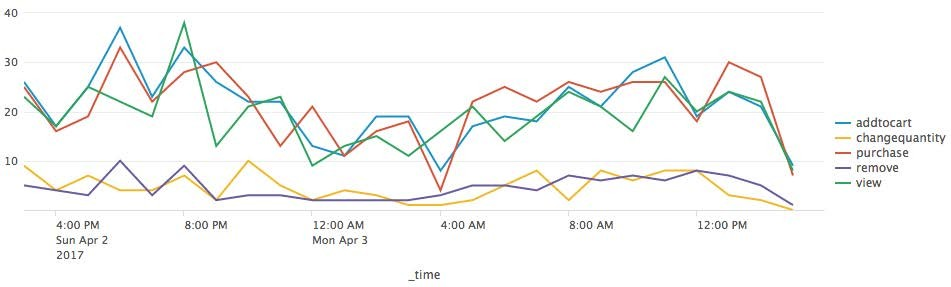 40
30
20
10
addtocart
changequantity
purchase
remove
view
4:00 PM
Sun Apr 2
2017
8:00 PM
12:00 AM
Mon Apr 3
4:00 AM
8:00 AM
12:00 PM
_time